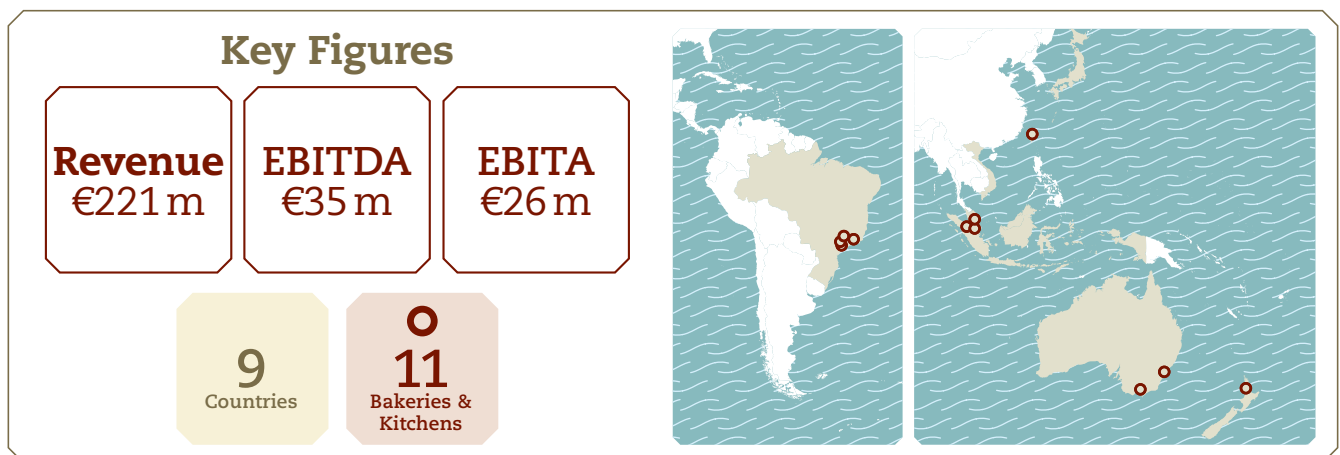 Key Figures
Revenue
€221 m
EBITDA
€35 m
EBITA
€26 m
9
Countries
11
Bakeries &
Kitchens